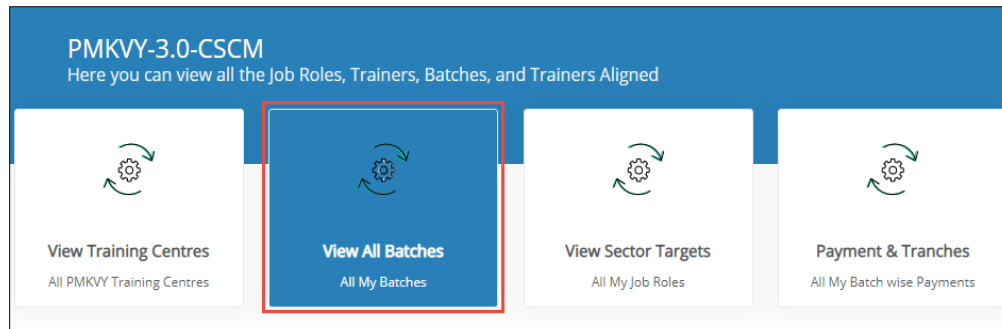 PMKVY-3.0-CSCM
Here you can view all the Job Roles, Trainers, Batches, and Trainers Aligned
View Training Centres
All PMKVY Training Centres
View All Batches
All My Batches
View Sector Targets
All My Job Roles
Payment & Tranches
All My Batch wise Payments